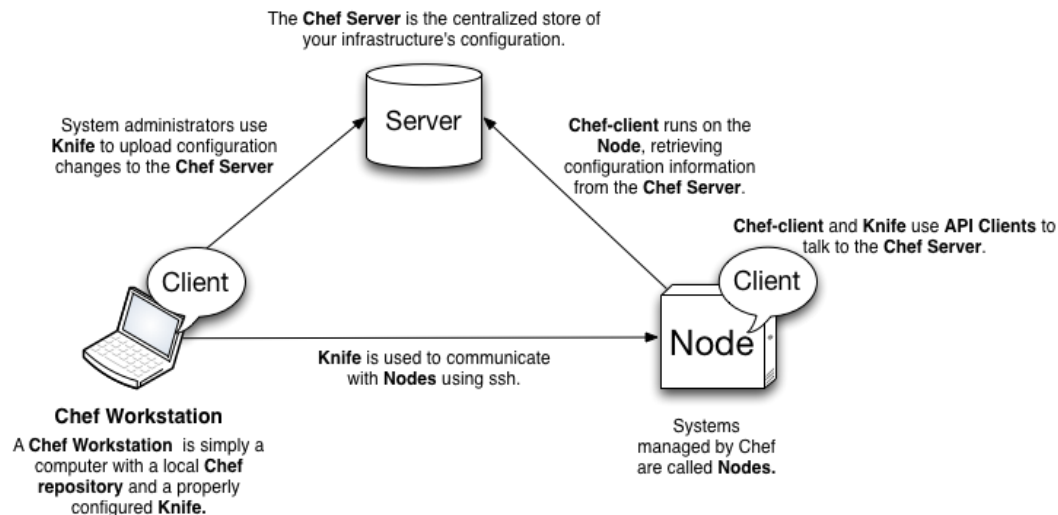 The Chef Server is the centralized store of
your infrastructure's configuration.
Server
System administrators use
Knife to upload configuration
changes to the Chef Server
Chef-client runs on the
Node, retrieving
configuration information
from the Chef Server.
Chef-client and Knife use API Clients to
talk to the Chef Server.
Client
Client
Node
Knife is used to communicate
with Nodes using ssh.
Chef Workstation
A Chef Workstation is simply a
computer with a local Chef
repository and a properly
configured Knife.
Systems
managed by Chef
are called Nodes.